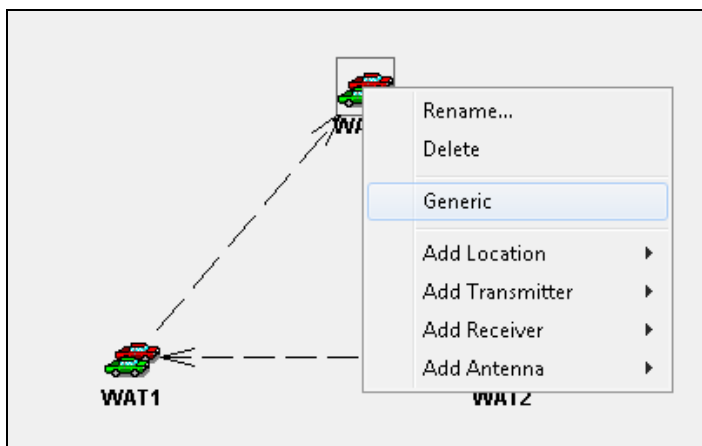 Rename...
Delete
Generic
Add Location
Add Transmitter
Add Receiver
Add Antenna
WAT1
WAT2